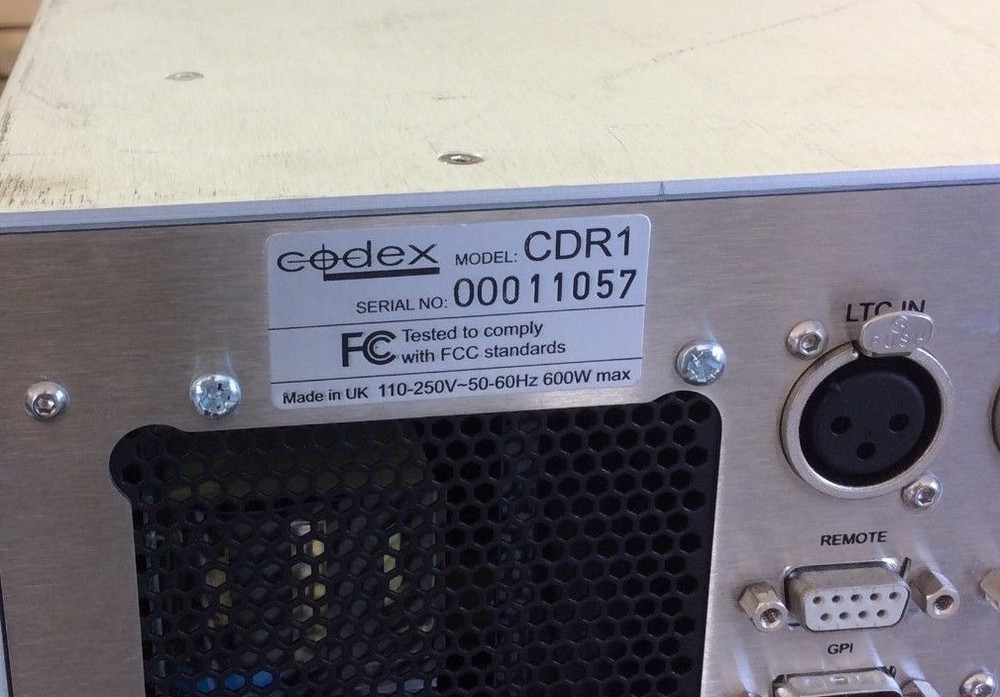 codex MODEL: CDR1
SERIAL NO: 00011057
FC Tested to comply
with FCC standards
Made in UK 110-250V~50-60Hz 600W max
LTC IN
PUSH
REMOTE
GPI